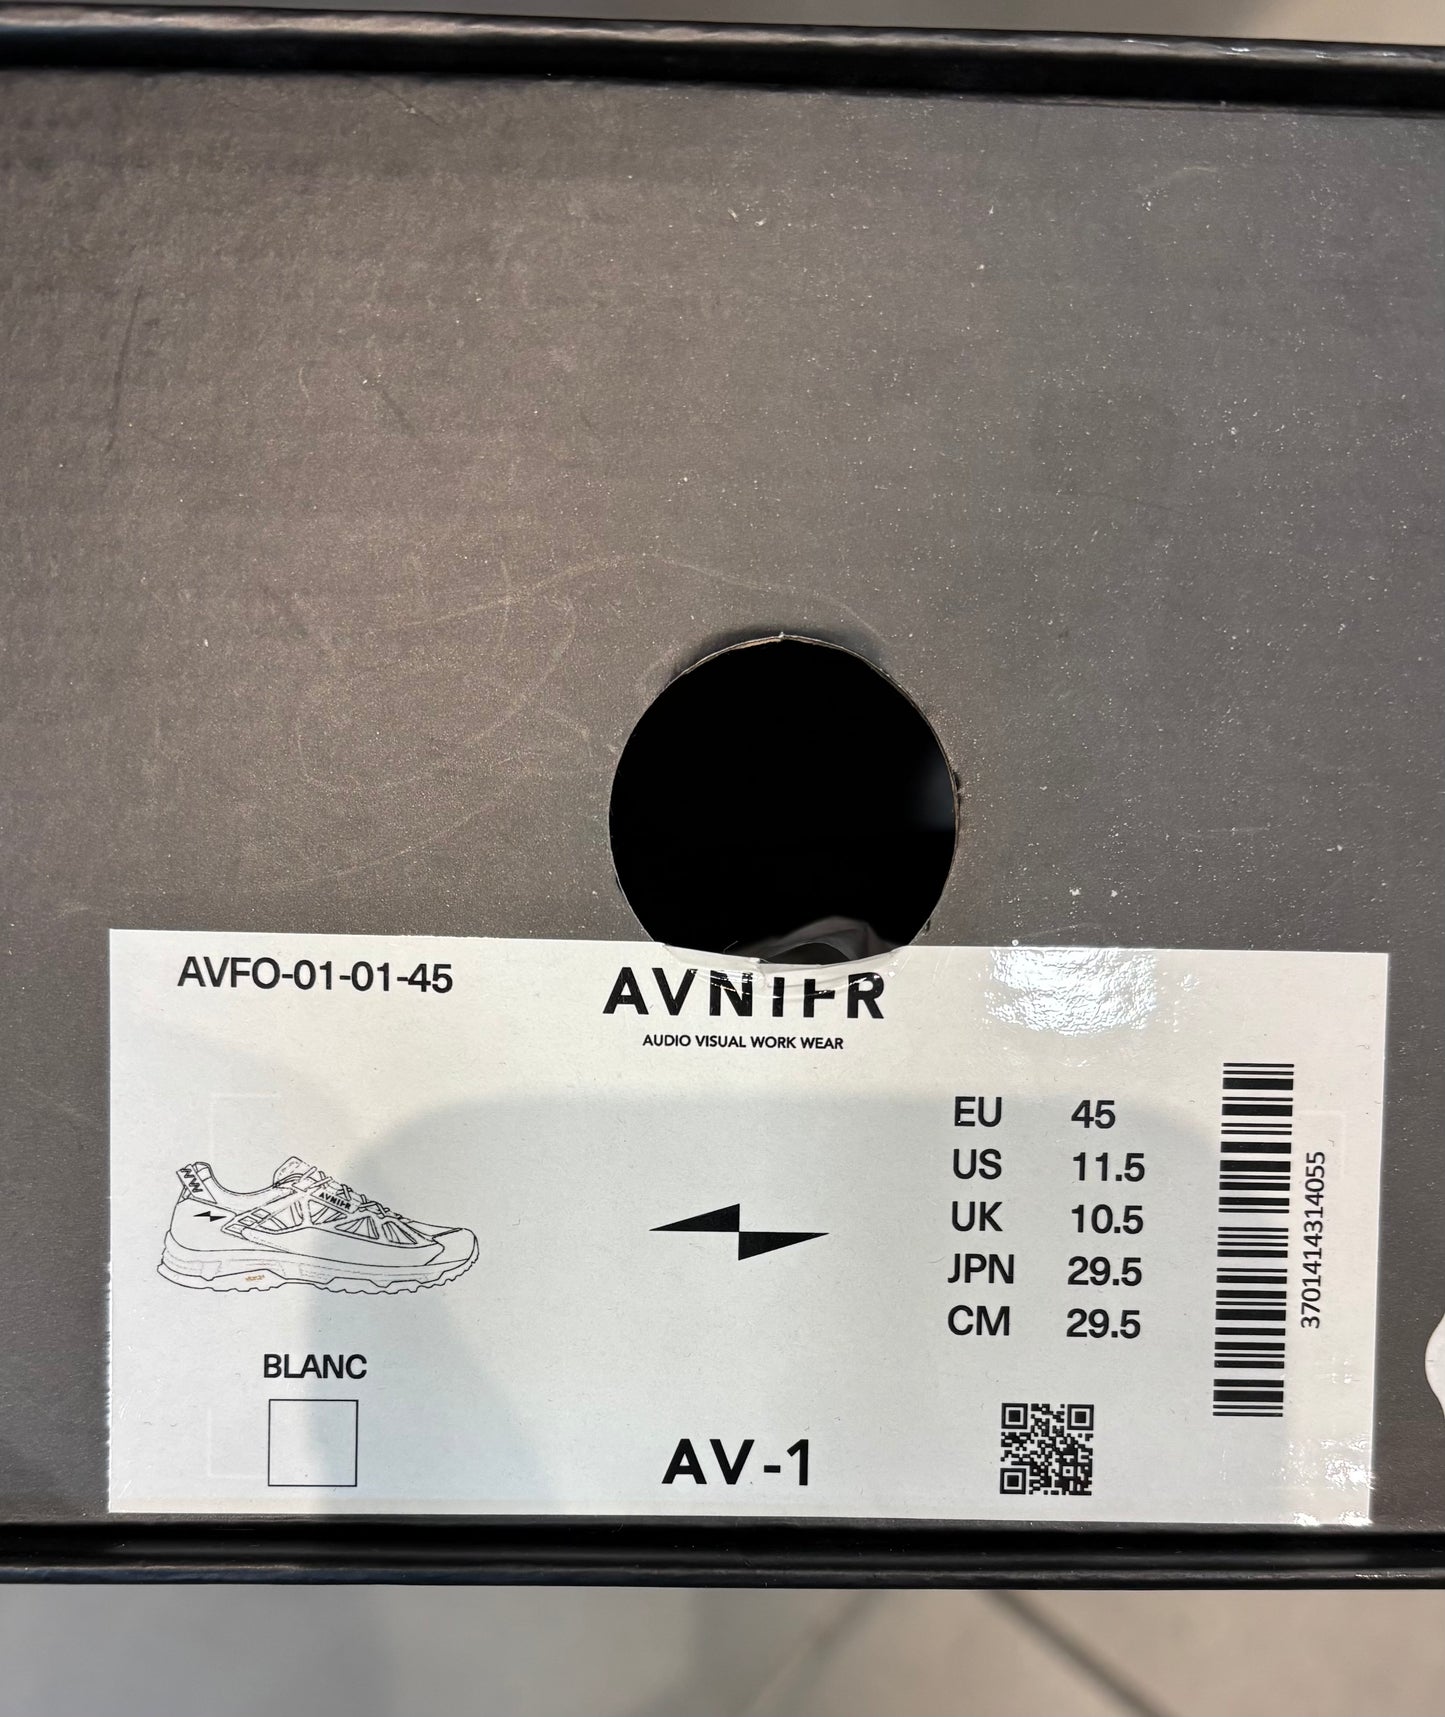 AVFO-01-01-45
AVNIER
AUDIO VISUAL WORK WEAR
EU 45
US 11.5
UK 10.5
JPN 29.5
CM 29.5
3701414314055
AVNIER
BLANC
AV-1